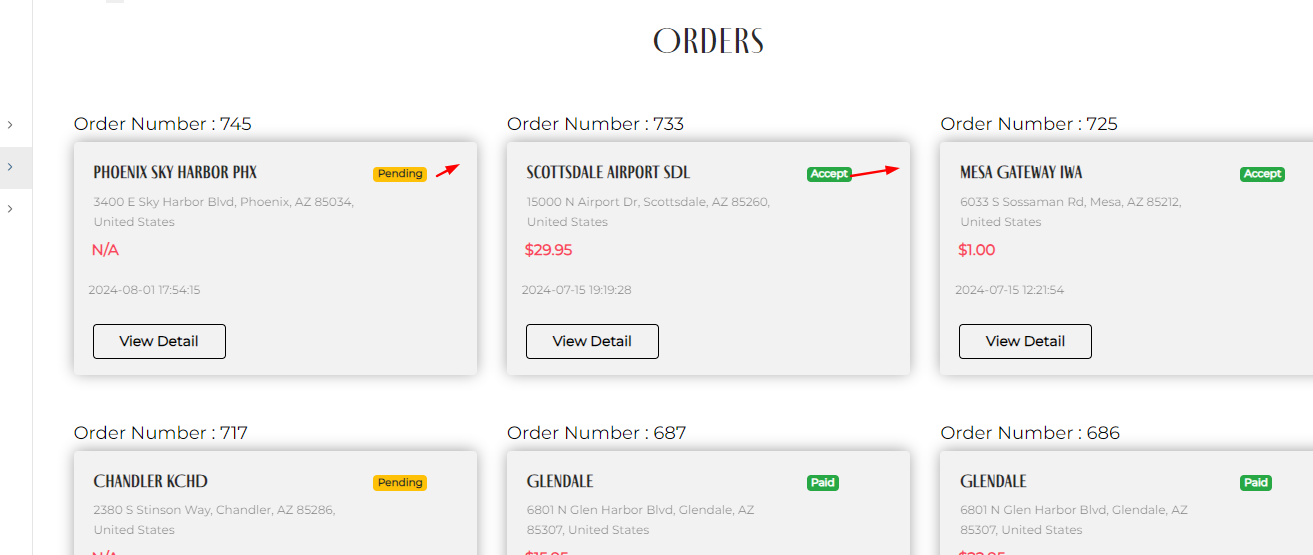 ORDERS
Order Number : 745
PHOENIX SKY HARBOR PHX
Pending
3400 E Sky Harbor Blvd, Phoenix, AZ 85034,
United States
N/A
2024-08-01 17:54:15
View Detail
Order Number : 733
SCOTTSDALE AIRPORT SDL
Accept
15000 N Airport Dr, Scottsdale, AZ 85260,
United States
$29.95
2024-07-15 19:19:28
View Detail
Order Number : 725
MESA GATEWAY IWA
Accept
6033 S Sossaman Rd, Mesa, AZ 85212,
United States
$1.00
2024-07-15 12:21:54
View Detail
Order Number : 717
CHANDLER KCHD
Pending
2380 S Stinson Way, Chandler, AZ 85286,
United States
Order Number : 687
GLENDALE
Paid
6801 N Glen Harbor Blvd, Glendale, AZ
85307, United States
Order Number : 686
GLENDALE
Paid
6801 N Glen Harbor Blvd, Glendale, AZ
85307, United States